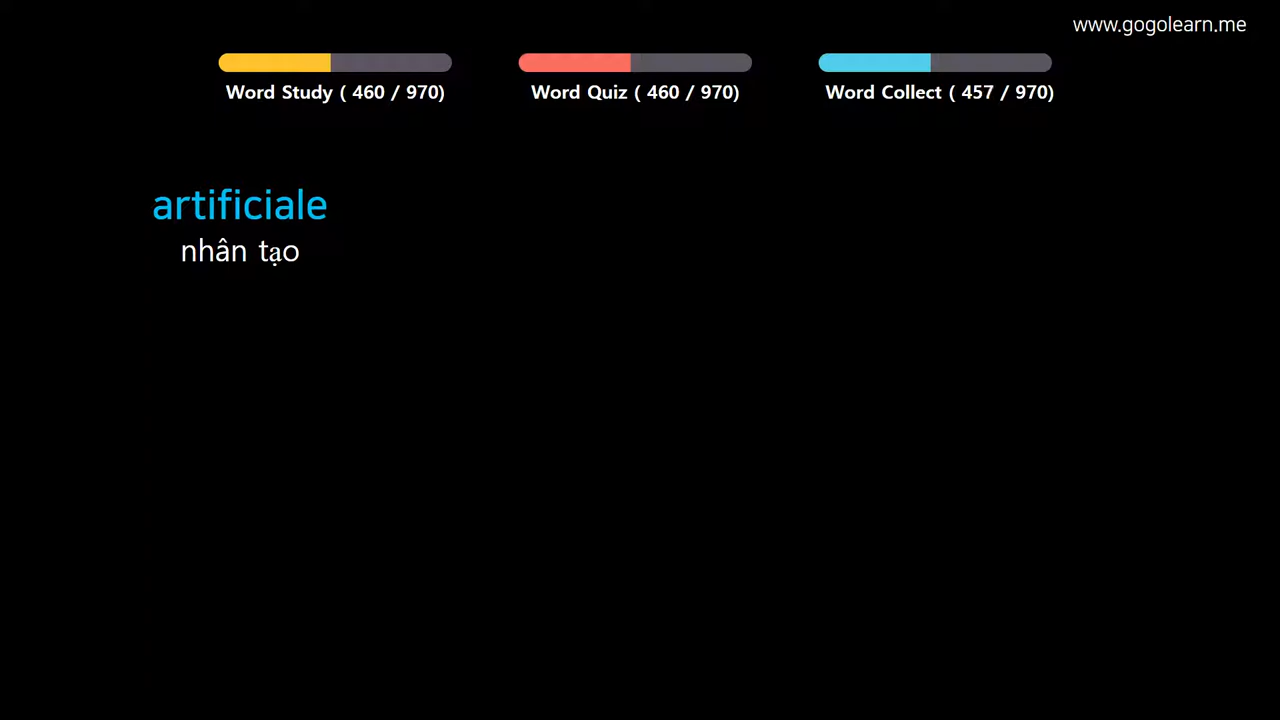 www.gogolearn.me
Word Study ( 460 / 970)
Word Quiz ( 460 / 970)
Word Collect ( 457 / 970)
artificiale
nhân tạo